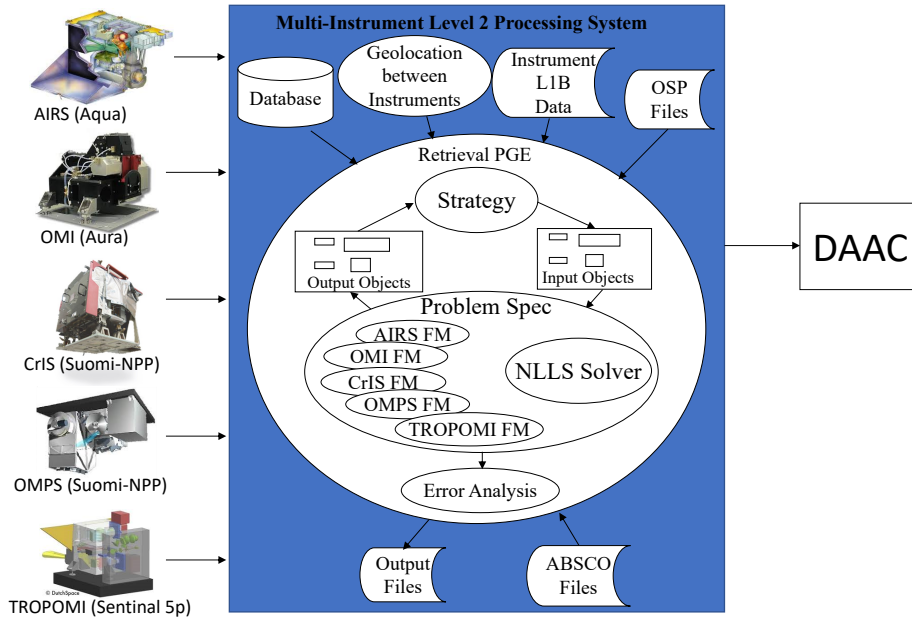 Multi-Instrument Level 2 Processing System
AIRS (Aqua)
OMI (Aura)
CrIS (Suomi-NPP)
OMPS (Suomi-NPP)
© DutchSpace
TROPOMI (Sentinal 5p)
Database
Geolocation
between
Instruments
Instrument
L1B
Data
OSP
Files
Retrieval PGE
Strategy
Output Objects
Input Objects
Problem Spec
AIRS FM
OMI FM
CrIS FM
OMPS FM
TROPOMI FM
NLLS Solver
Error Analysis
Output
Files
ABSCO
Files
DAAC